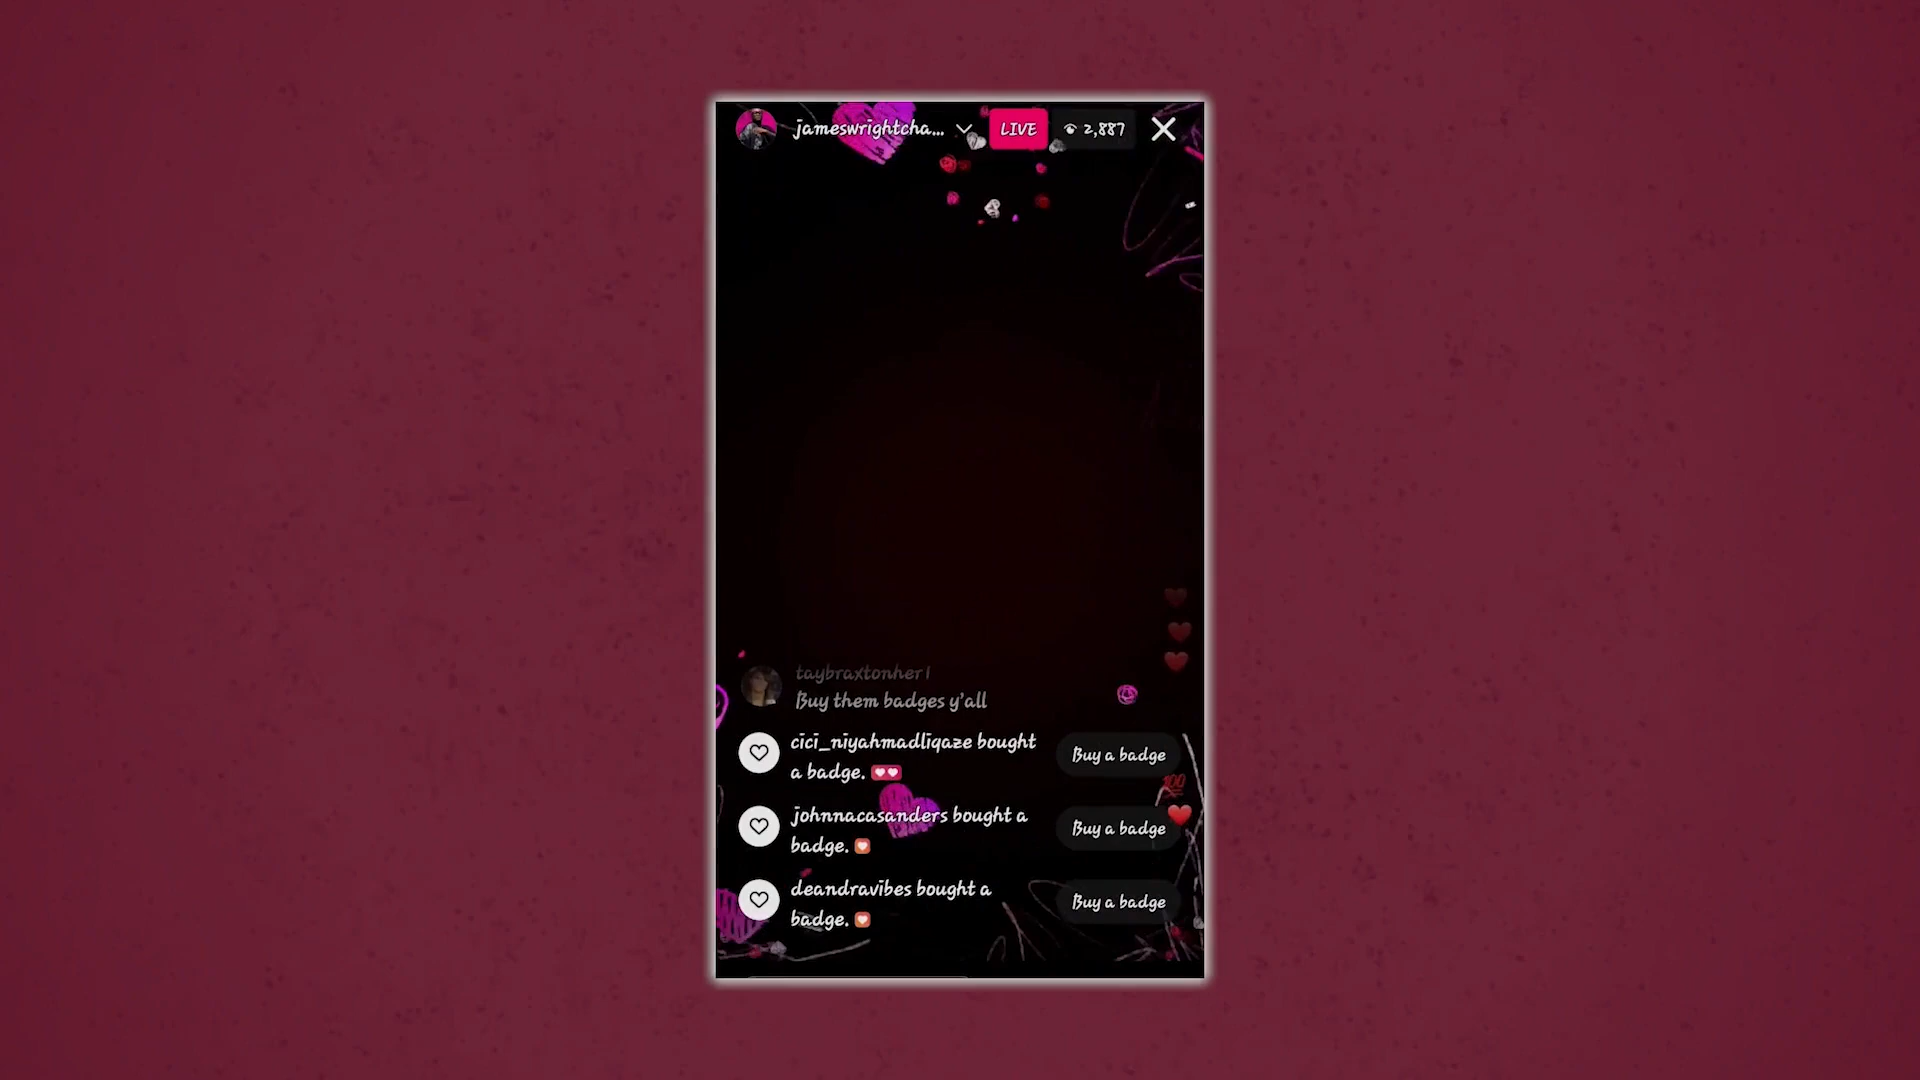 jameswrightcha... LIVE 2,887
taybraxtonher1
Buy them badges y'all
cici_niyahmadliqaze bought
a badge.
Buy a badge
100
johnnacasanders bought a
badge.
Buy a badge
deandravibes bought a
badge.
Buy a badge